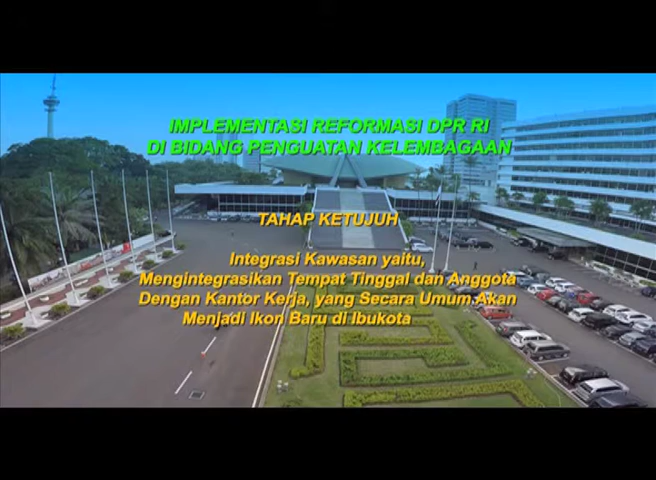 IMPLEMENTASI REFORMASI DPR RI
DI BIDANG PENGUATAN KELEMBAGAAN
TAHAP KETUJUH
Integrasi Kawasan yaitu,
Mengintegrasikan Tempat Tinggal dan Anggota
Dengan Kantor Kerja, yang Secara Umum Akan
Menjadi Ikon Baru di Ibukota